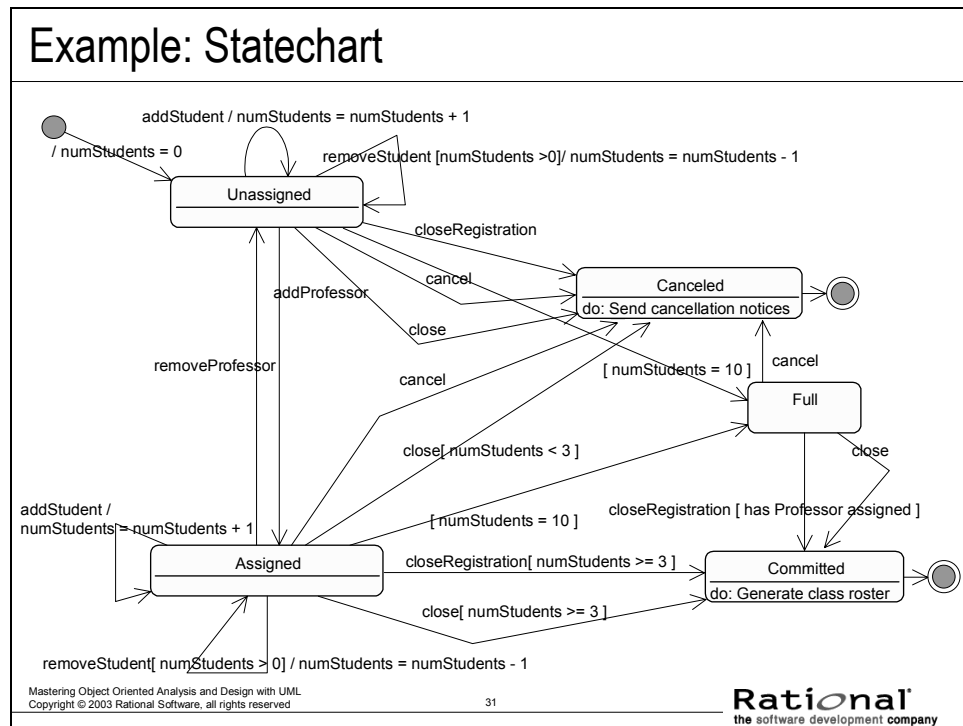 Example: Statechart
addStudent / numStudents = numStudents + 1
/ numStudents = 0
removeStudent [numStudents >0]/ numStudents = numStudents - 1
Unassigned
closeRegistration
cancel
addProfessor
Canceled
do: Send cancellation notices
close
removeProfessor
cancel
[ numStudents = 10 ]
cancel
Full
close[ numStudents < 3 ]
close
addStudent /
numStudents = numStudents + 1
[ numStudents = 10 ]
closeRegistration [ has Professor assigned ]
Assigned
closeRegistration[ numStudents >= 3 ]
Committed
do: Generate class roster
close[ numStudents >= 3 ]
removeStudent[ numStudents > 0] / numStudents = numStudents - 1
Mastering Object Oriented Analysis and Design with UML
Copyright © 2003 Rational Software, all rights reserved
31
Rational
the software development company